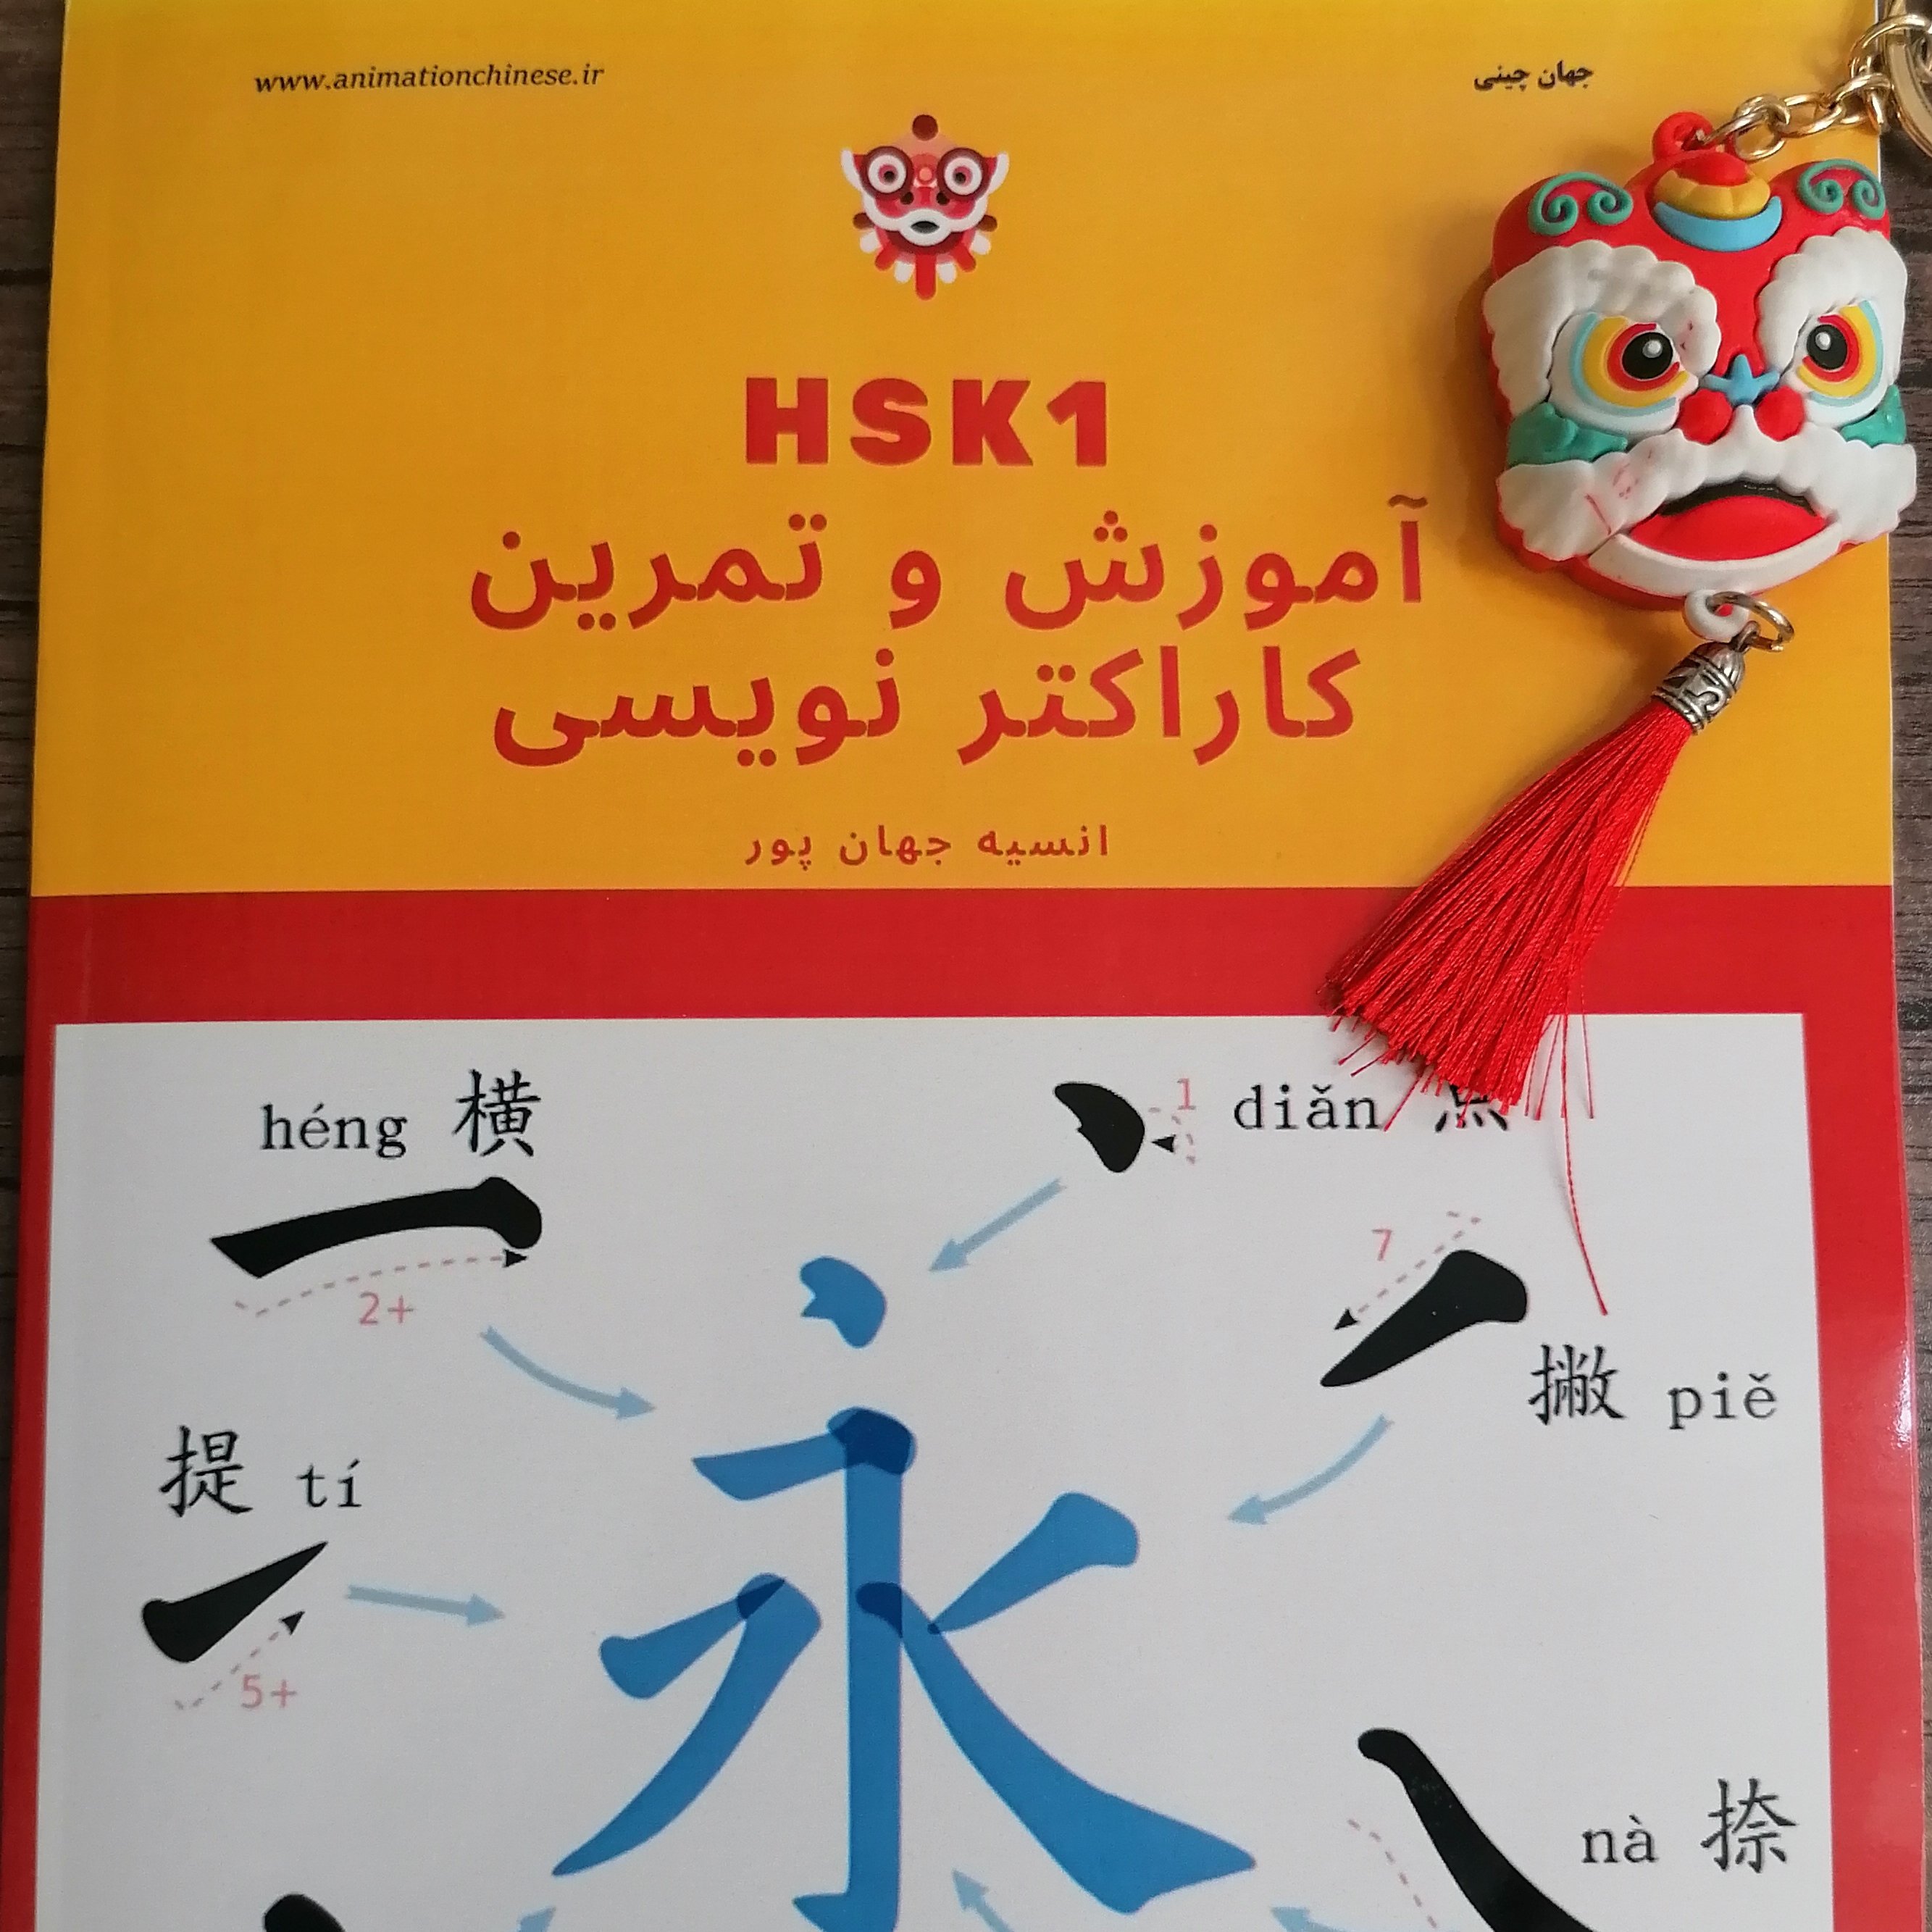 www.animationchinese.ir
جهان چینی
HSK1
آموزش و تمرین
کاراکتر نویسی
انسیه جهان پور
héng 横
1 diǎn
2+
7
撇 piě
提 tí
5+
nà 捺
永